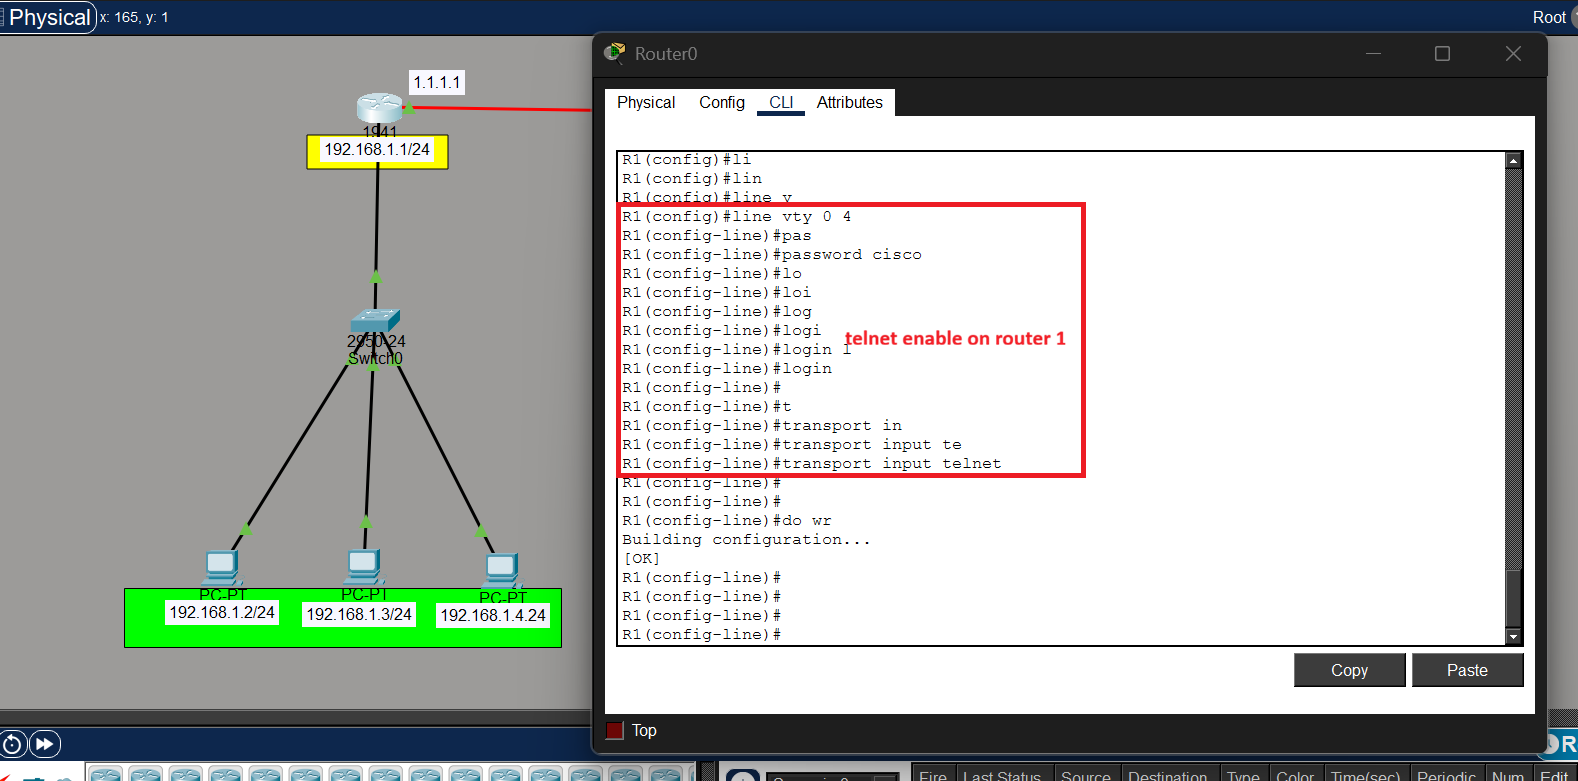 Physical
x: 165, y: 1
Root
1.1.1.1
1941
192.168.1.1/24
2950-24
Switch0
PC-PT
PC-PT
PC-PT
192.168.1.2/24
192.168.1.3/24
192.168.1.4.24
Router0
Physical
Config
CLI
Attributes
R1(config)#li
R1(config)#lin
R1(config)#line v
R1(config)#line vty 0 4
R1(config-line)#pas
R1(config-line)#password cisco
R1(config-line)#lo
R1(config-line)#loi
R1(config-line)#log
R1(config-line)#logi
telnet enable on router 1
R1(config-line)#login l
R1(config-line)#login
R1(config-line)#
R1(config-line)#t
R1(config-line)#transport in
R1(config-line)#transport input te
R1(config-line)#transport input telnet
R1(config-line)#
R1(config-line)#
R1(config-line)#do wr
Building configuration...
[OK]
R1(config-line)#
R1(config-line)#
R1(config-line)#
R1(config-line)#
Copy
Paste
Top
R
Fire
Last Status
Source
Destination
Type
Color
Time(sec)
Periodic
Num
Edit